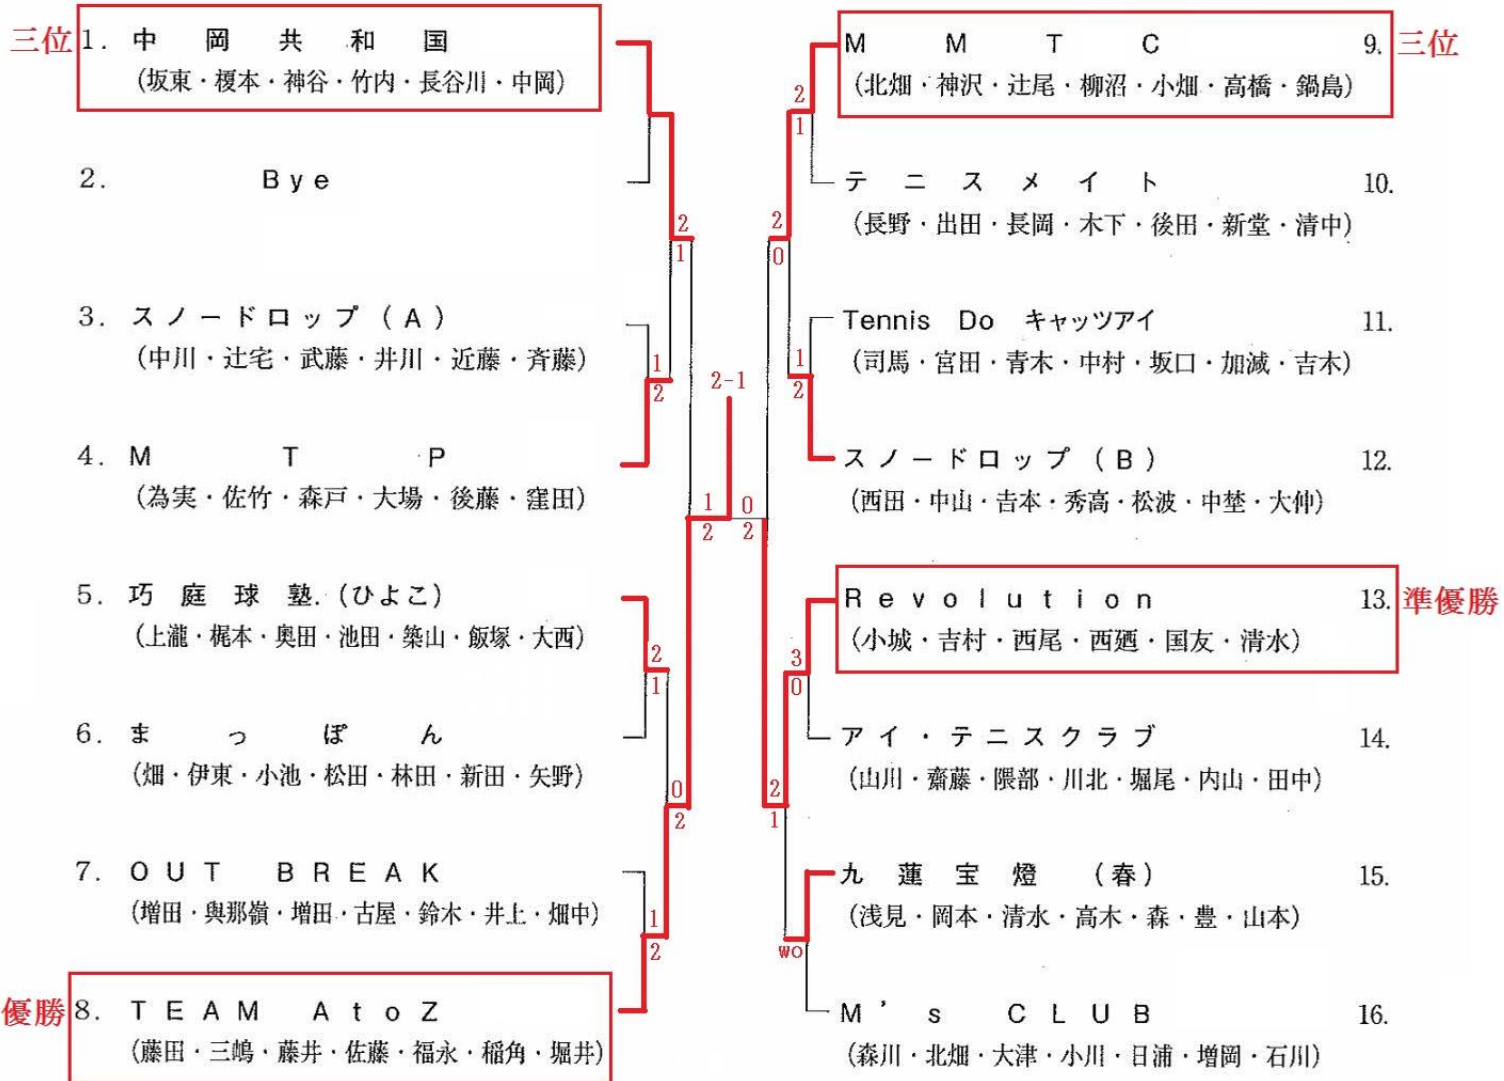 三位
1. 中岡共和国
(坂東・榎本・神谷・竹内・長谷川・中岡)
2. Bye
3. スノードロップ(A)
(中川・辻宅・武藤・井川・近藤・斉藤)
4. MTP
(為実・佐竹・森戸・大場・後藤・窪田)
5. 巧庭球塾.(ひよこ)
(上瀧・梶本・奥田・池田・築山・飯塚・大西)
6. まっぽん
(畑・伊東・小池・松田・林田・新田・矢野)
7. OUT BREAK
(増田・與那嶺・増田・古屋・鈴木・井上・畑中)
優勝
8. TEAM AtoZ
(藤田・三嶋・藤井・佐藤・福永・稲角・堀井)
2
1
1
2
2
1
0
2
1
2
1
2
2-1
0
2
2
1
2
0
1
2
3
0
2
1
wo
MMTC 9.
三位
(北畑・神沢・辻尾・柳沼・小畑・高橋・鍋島)
テニスメイト 10.
(長野・出田・長岡・木下・後田・新堂・清中)
Tennis Do キャッツアイ 11.
(司馬・宮田・青木・中村・坂口・加減・吉木)
スノードロップ(B) 12.
(西田・中山・吉本・秀高・松波・中埜・大伸)
Revolution 13.
準優勝
(小城・吉村・西尾・西廼・国友・清水)
アイ・テニスクラブ 14.
(山川・齋藤・隈部・川北・堀尾・内山・田中)
九蓮宝燈(春) 15.
(浅見・岡本・清水・高木・森・豊・山本)
M's CLUB 16.
(森川・北畑・大津・小川・日浦・増岡・石川)